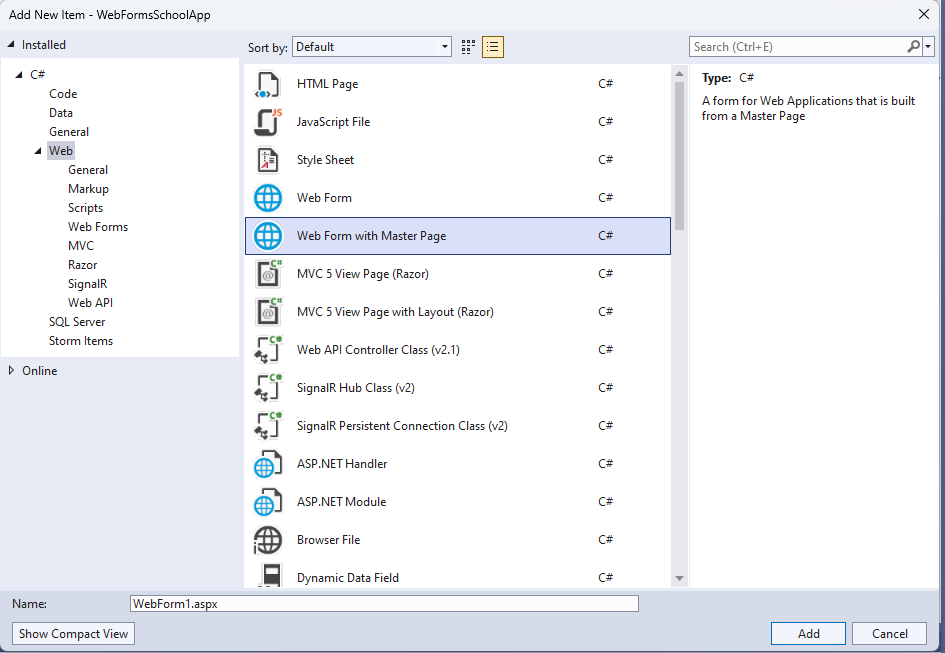 Add New Item - WebFormsSchoolApp
Installed
Sort by: Default
Search (Ctrl+E)
C#
Code
Data
General
Web
General
Markup
Scripts
Web Forms
MVC
Razor
SignalR
Web API
SQL Server
Storm Items
Online
HTML Page C#
JavaScript File C#
Style Sheet C#
Web Form C#
Web Form with Master Page C#
MVC 5 View Page (Razor) C#
MVC 5 View Page with Layout (Razor) C#
Web API Controller Class (v2.1) C#
SignalR Hub Class (v2) C#
SignalR Persistent Connection Class (v2) C#
ASP.NET Handler C#
ASP.NET Module C#
Browser File C#
Dynamic Data Field C#
Type: C#
A form for Web Applications that is built
from a Master Page
Name: WebForm1.aspx
Show Compact View
Add
Cancel